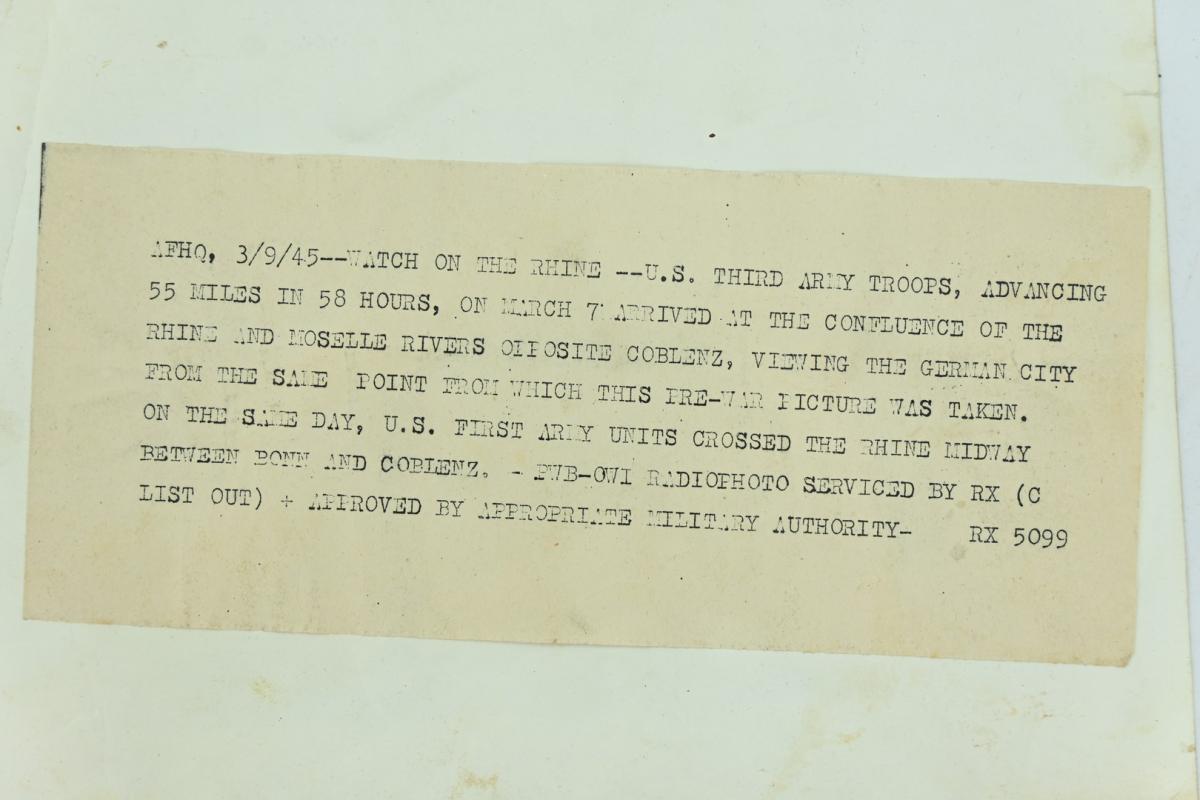 AFHQ, 3/9/45--WATCH ON THE RHINE --U.S. THIRD ARMY TROOPS, ADVANCING
55 MILES IN 58 HOURS, ON MARCH 7 ARRIVED AT THE CONFLUENCE OF THE
RHINE AND MOSELLE RIVERS OPPOSITE COBLENZ, VIEWING THE GERMAN CITY
FROM THE SAME POINT FROM WHICH THIS PRE-WAR PICTURE WAS TAKEN.
ON THE SAME DAY, U.S. FIRST ARMY UNITS CROSSED THE RHINE MIDWAY
BETWEEN BONN AND COBLENZ. - PWB-OWI RADIOPHOTO SERVICED BY RX (C
LIST OUT) + APPROVED BY APPROPRIATE MILITARY AUTHORITY- RX 5099